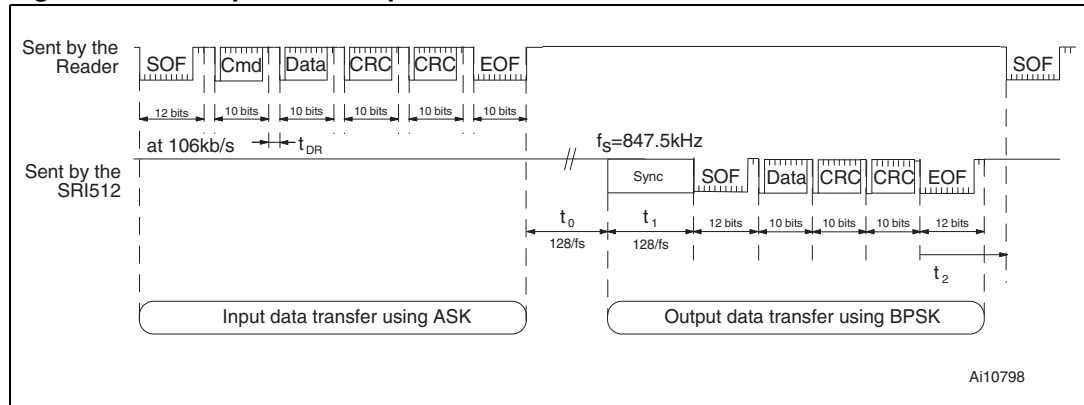 Sent by the Reader
SOF Cmd Data CRC CRC EOF SOF
12 bits 10 bits 10 bits 10 bits 10 bits 10 bits
at 106kb/s tDR fS=847.5kHz
Sent by the SRI512
Sync SOF Data CRC CRC EOF
t0 t1 12 bits 10 bits 10 bits 10 bits 12 bits
128/fs 128/fs
t2
Input data transfer using ASK Output data transfer using BPSK
Ai10798